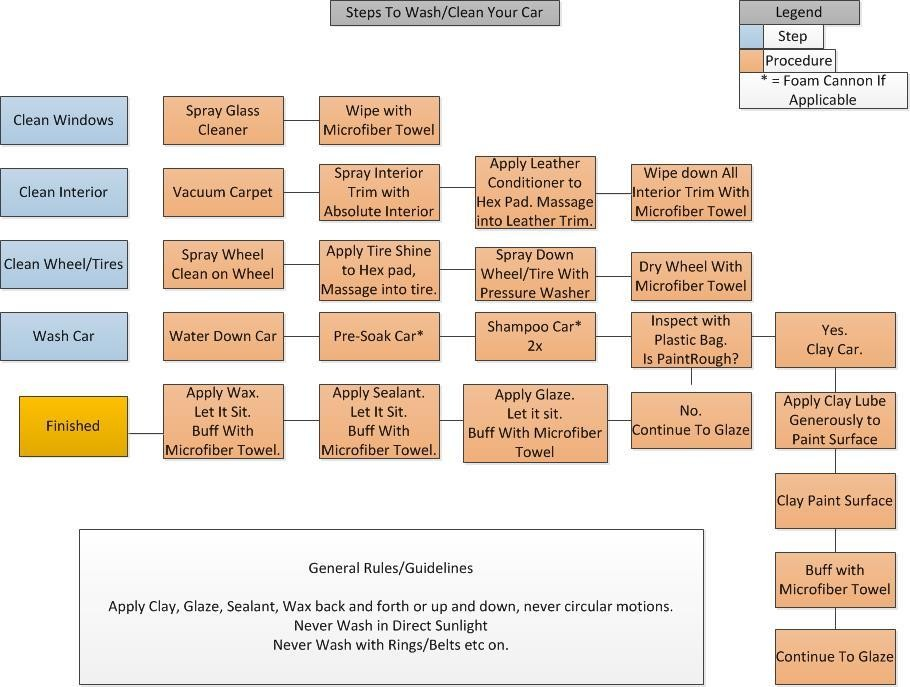 Steps To Wash/Clean Your Car
Legend
Step
Procedure
* = Foam Cannon If
Applicable
Clean Windows
Spray Glass
Cleaner
Wipe with
Microfiber Towel
Clean Interior
Vacuum Carpet
Spray Interior
Trim with
Absolute Interior
Apply Leather
Conditioner to
Hex Pad. Massage
into Leather Trim.
Wipe down All
Interior Trim With
Microfiber Towel
Clean Wheel/Tires
Spray Wheel
Clean on Wheel
Apply Tire Shine
to Hex pad,
Massage into tire.
Spray Down
Wheel/Tire With
Pressure Washer
Dry Wheel With
Microfiber Towel
Wash Car
Water Down Car
Pre-Soak Car*
Shampoo Car*
2x
Inspect with
Plastic Bag.
Is PaintRough?
Yes.
Clay Car.
Finished
Apply Wax.
Let It Sit.
Buff With
Microfiber Towel.
Apply Sealant.
Let It Sit.
Buff With
Microfiber Towel.
Apply Glaze.
Let it sit.
Buff With Microfiber
Towel
No.
Continue To Glaze
Apply Clay Lube
Generously to
Paint Surface
Clay Paint Surface
Buff with
Microfiber Towel
Continue To Glaze
General Rules/Guidelines
Apply Clay, Glaze, Sealant, Wax back and forth or up and down, never circular motions.
Never Wash in Direct Sunlight
Never Wash with Rings/Belts etc on.